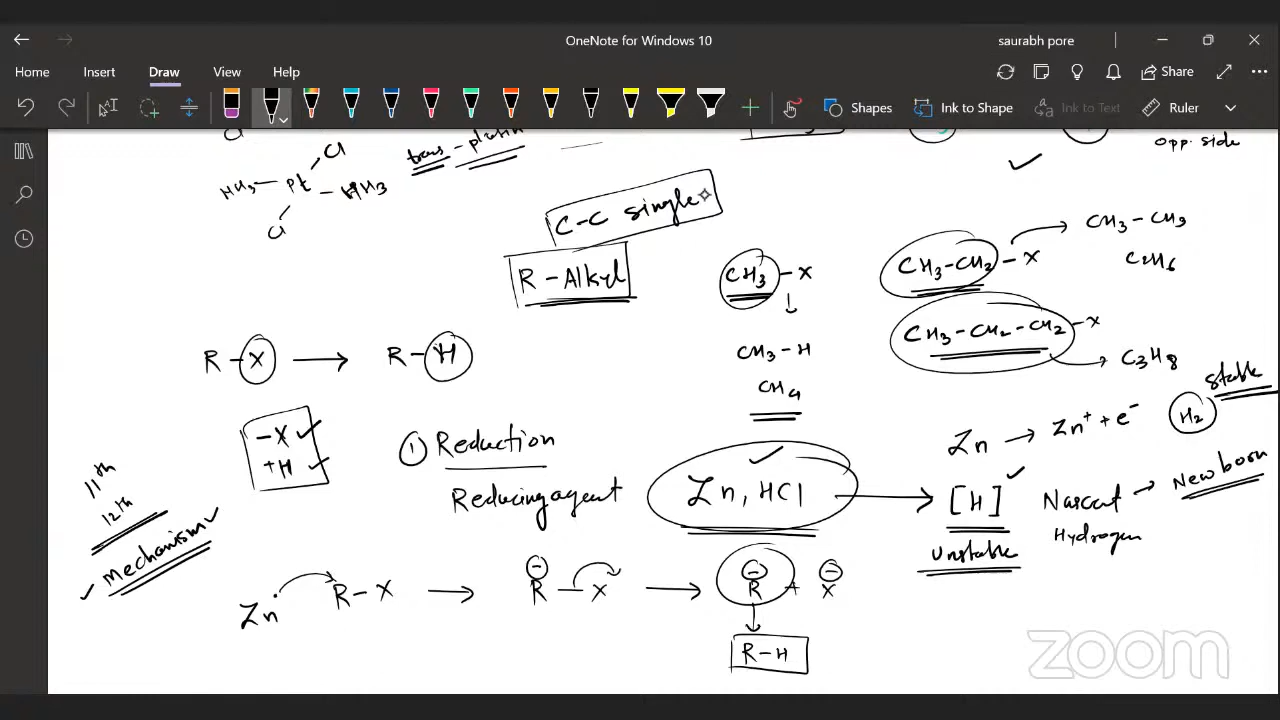 OneNote for Windows 10
saurabh pore
Home Insert Draw View Help
Share
Shapes
Ink to Shape
Ink to Text
Ruler
Cl
Cl
NH3 — Pt — NH3
Cl
trans - platin
opp. side
C-C single
R - Alkyl
CH3 - X
CH3 - H
CH4
CH3-CH2 - X
CH3 - CH3
C2H6
CH3-CH2-CH2 - X
C3H8
R - X → R - H
-X
+H
① Reduction
Reducing agent
Zn, HCl
Zn → Zn+ + e-
H2
stable
[H]
Nascent
Hydrogen
New born
Unstable
11th
12th
Mechanism
Zn R - X → R - X → R + X
R - H
zoom